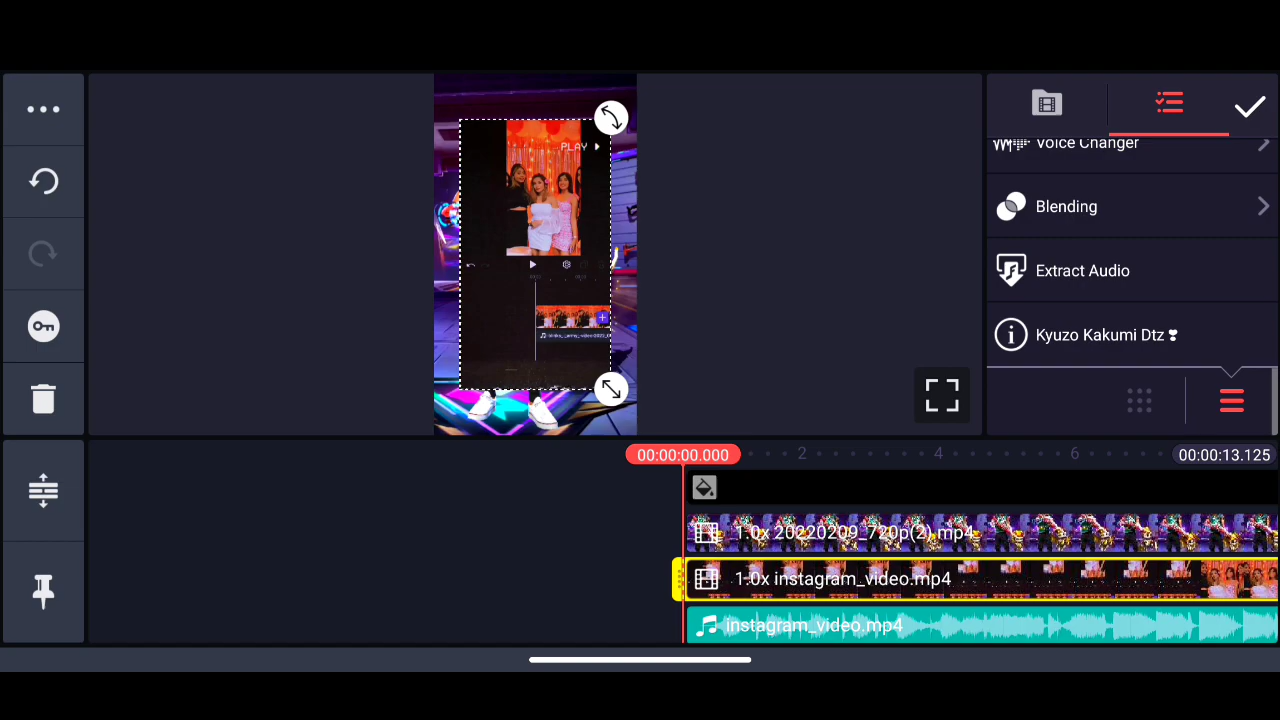 PLAY
Voice Changer
Blending
Extract Audio
Kyuzo Kakumi Dtz ❣
00:00:00.000
2
4
6
00:00:13.125
1.0x 20220209_720p(2).mp4
1.0x instagram_video.mp4
instagram_video.mp4